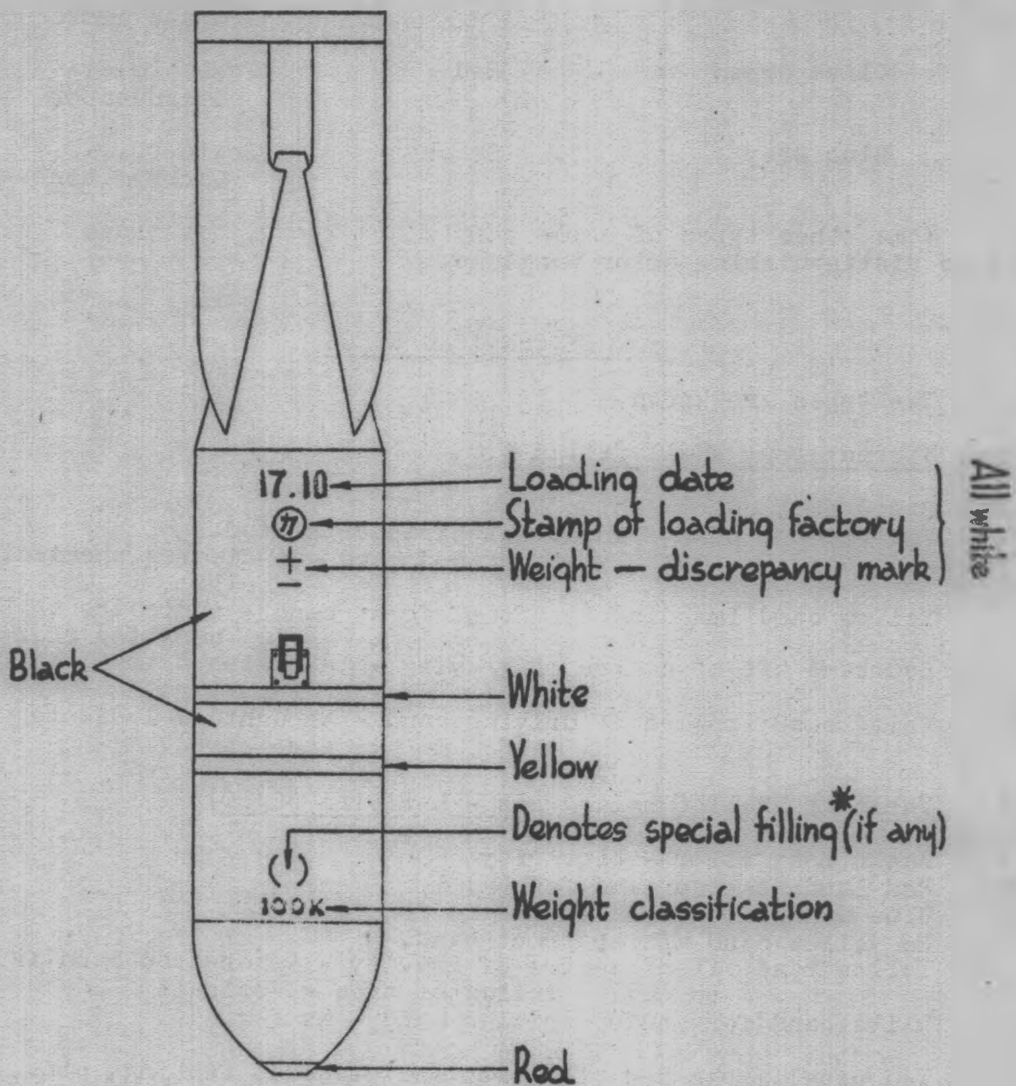 17.10
Loading date
カ
Stamp of loading factory
+
−
Weight — discrepancy mark
All white
Black
White
Yellow
Denotes special filling * (if any)
( )
100K
Weight classification
Red